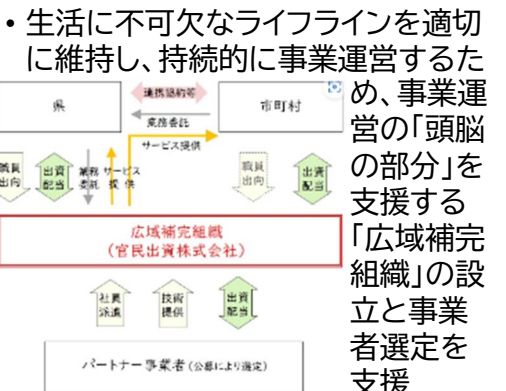 • 生活に不可欠なライフラインを適切
に維持し、持続的に事業運営するた
め、事業運
営の「頭脳
の部分」を
支援する
「広域補完
組織」の設
立と事業
者選定を
支援
県
連携協約等
市町村
業務委託
サービス提供
職員
出向
出資
配当
業務
委託
サービス
提供
職員
出向
出資
配当
広域補完組織
(官民出資株式会社)
社員
派遣
技術
提供
出資
配当
パートナー事業者(公募により選定)